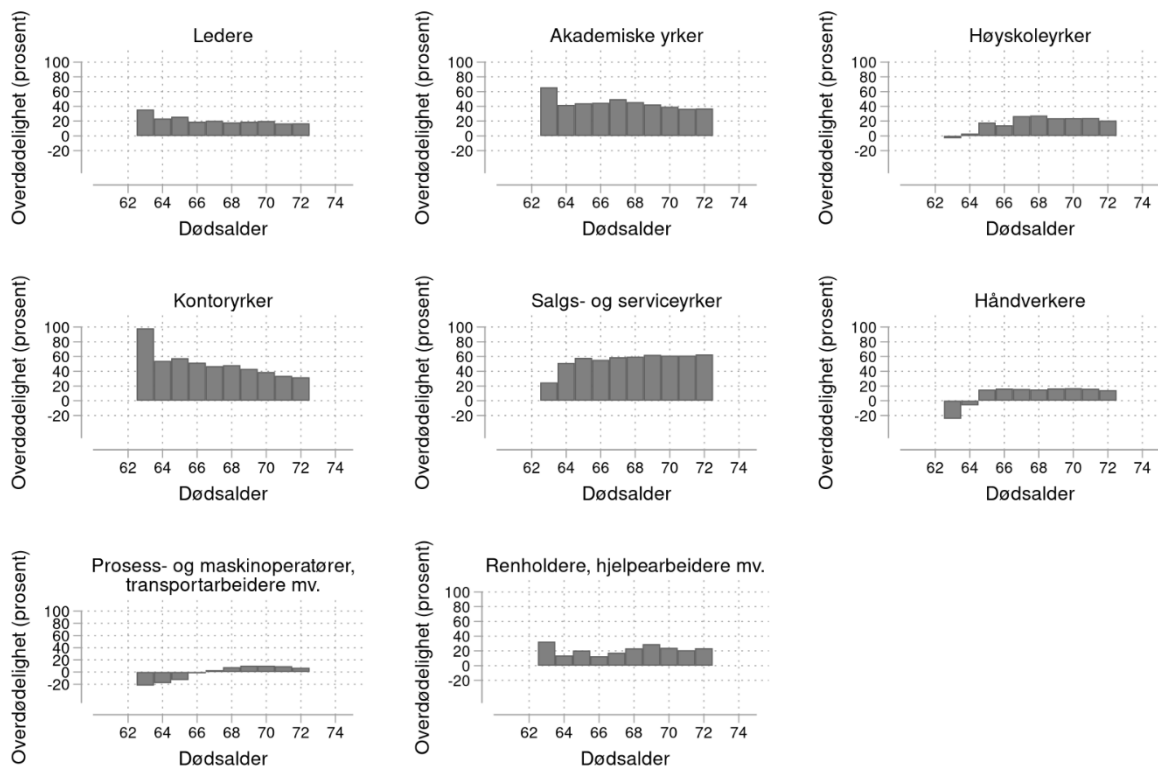 Ledere
Overdødelighet (prosent)
100
80
60
40
20
0
-20
62 64 66 68 70 72 74
Dødsalder
Akademiske yrker
Overdødelighet (prosent)
100
80
60
40
20
0
-20
62 64 66 68 70 72 74
Dødsalder
Høyskoleyrker
Overdødelighet (prosent)
100
80
60
40
20
0
-20
62 64 66 68 70 72 74
Dødsalder
Kontoryrker
Overdødelighet (prosent)
100
80
60
40
20
0
-20
62 64 66 68 70 72 74
Dødsalder
Salgs- og serviceyrker
Overdødelighet (prosent)
100
80
60
40
20
0
-20
62 64 66 68 70 72 74
Dødsalder
Håndverkere
Overdødelighet (prosent)
100
80
60
40
20
0
-20
62 64 66 68 70 72 74
Dødsalder
Prosess- og maskinoperatører,
transportarbeidere mv.
Overdødelighet (prosent)
100
80
60
40
20
0
-20
62 64 66 68 70 72 74
Dødsalder
Renholdere, hjelpearbeidere mv.
Overdødelighet (prosent)
100
80
60
40
20
0
-20
62 64 66 68 70 72 74
Dødsalder